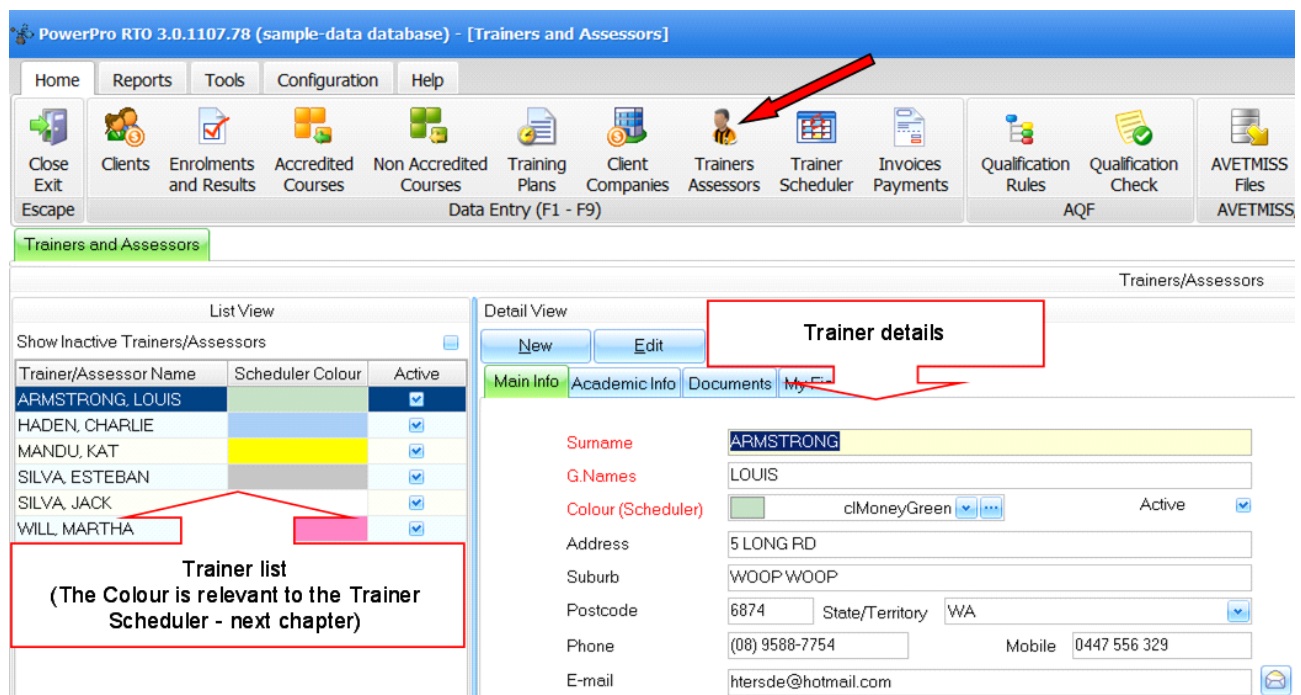 PowerPro RTO 3.0.1107.78 (sample-data database) - [Trainers and Assessors]
Home Reports Tools Configuration Help
Close Exit
Clients
Enrolments and Results
Accredited Courses
Non Accredited Courses
Training Plans
Client Companies
Trainers Assessors
Trainer Scheduler
Invoices Payments
Qualification Rules
Qualification Check
AVETMISS Files
Escape Data Entry (F1 - F9) AQF AVETMISS
Trainers and Assessors
Trainers/Assessors
List View
Show Inactive Trainers/Assessors
Trainer/Assessor Name Scheduler Colour Active
ARMSTRONG, LOUIS
HADEN, CHARLIE
MANDU, KAT
SILVA, ESTEBAN
SILVA, JACK
WILL, MARTHA
Trainer list
(The Colour is relevant to the Trainer
Scheduler - next chapter)
Detail View
New Edit
Trainer details
Main Info Academic Info Documents My
Surname ARMSTRONG
G.Names LOUIS
Colour (Scheduler) clMoneyGreen Active
Address 5 LONG RD
Suburb WOOP WOOP
Postcode 6874 State/Territory WA
Phone (08) 9588-7754 Mobile 0447 556 329
E-mail htersde@hotmail.com